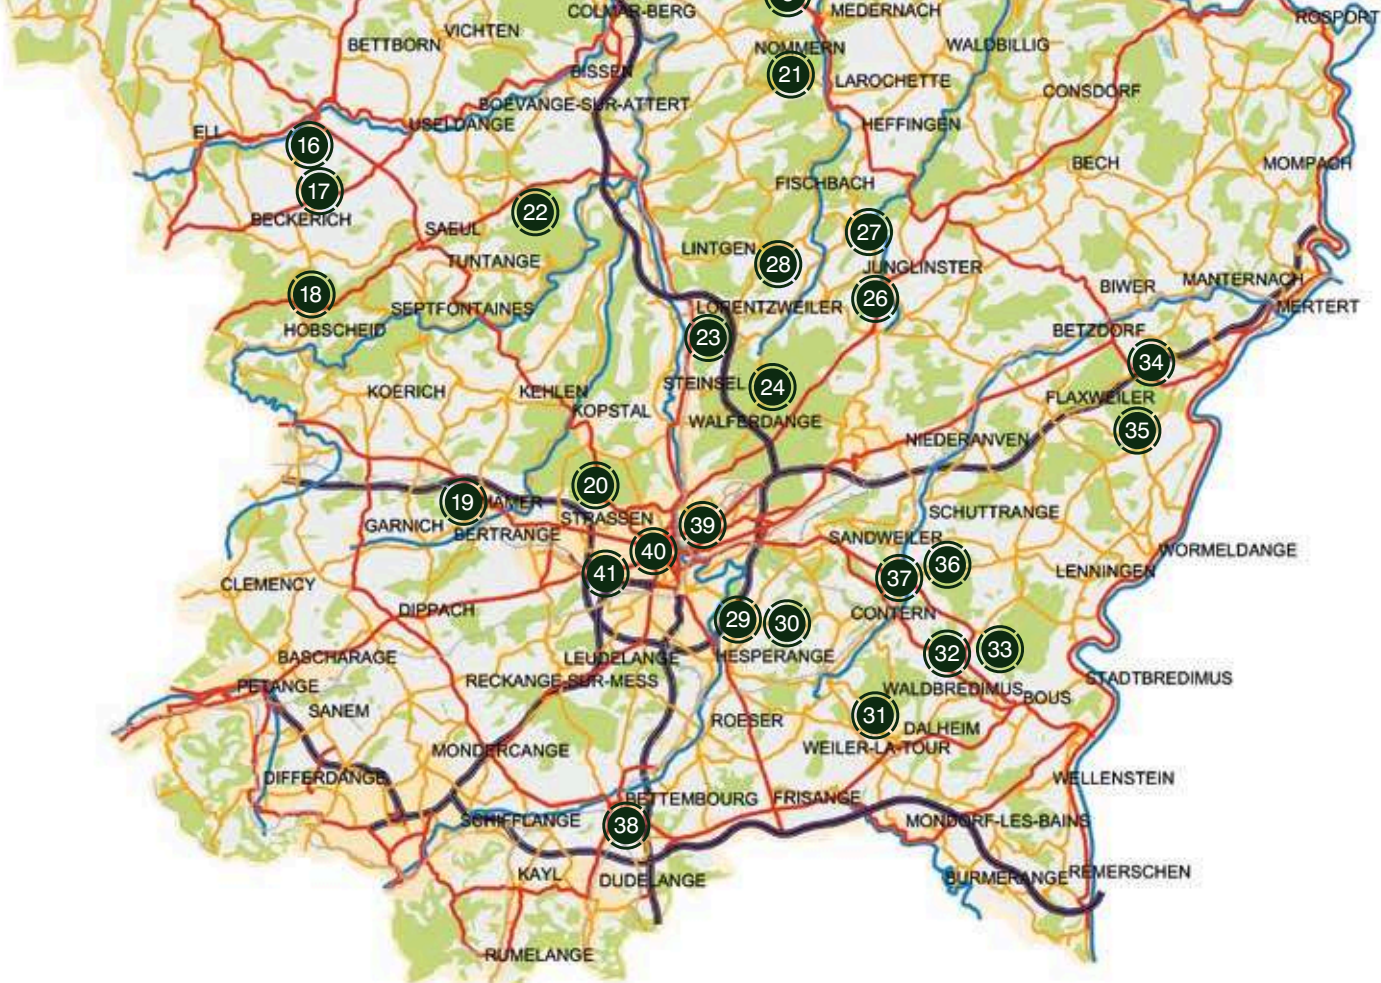 COLMAR-BERG
MEDERNACH
ROSPORT
VICHTEN
BETTBORN
NOMMERN
WALDBILLIG
BISSEN
21
LAROCHETTE
CONSDORF
BOEVANGE-SUR-ATTERT
ELL
USELDANGE
HEFFINGEN
16
BECH
MOMPACH
17
FISCHBACH
BECKERICH
22
SAEUL
27
LINTGEN
28
TUNTANGE
JUNGLINSTER
BIWER
MANTERNACH
18
26
SEPTFONTAINES
LORENTZWEILER
MERTERT
HOBSCHEID
23
BETZDORF
34
KOERICH
KEHLEN
STEINSEL
24
FLAXWEILER
KOPSTAL
WALFERDANGE
35
NIEDERANVEN
20
19
GARNICH
BERTRANGE
STRASSEN
39
SCHUTTRANGE
SANDWEILER
40
WORMELDANGE
41
37
36
LENNINGEN
CLEMENCY
DIPPACH
29
30
CONTERN
BASCHARAGE
LEUDELANGE
HESPERANGE
32
33
PETANGE
RECKANGE-SUR-MESS
WALDBREDIMUS
STADTBREDIMUS
BOUS
SANEM
ROESER
31
DALHEIM
MONDERCANGE
WEILER-LA-TOUR
DIFFERDANGE
WELLENSTEIN
BETTEMBOURG
FRISANGE
SCHIFFLANGE
38
MONDORF-LES-BAINS
KAYL
DUDELANGE
BURMERANGE
REMERSCHEN
RUMELANGE